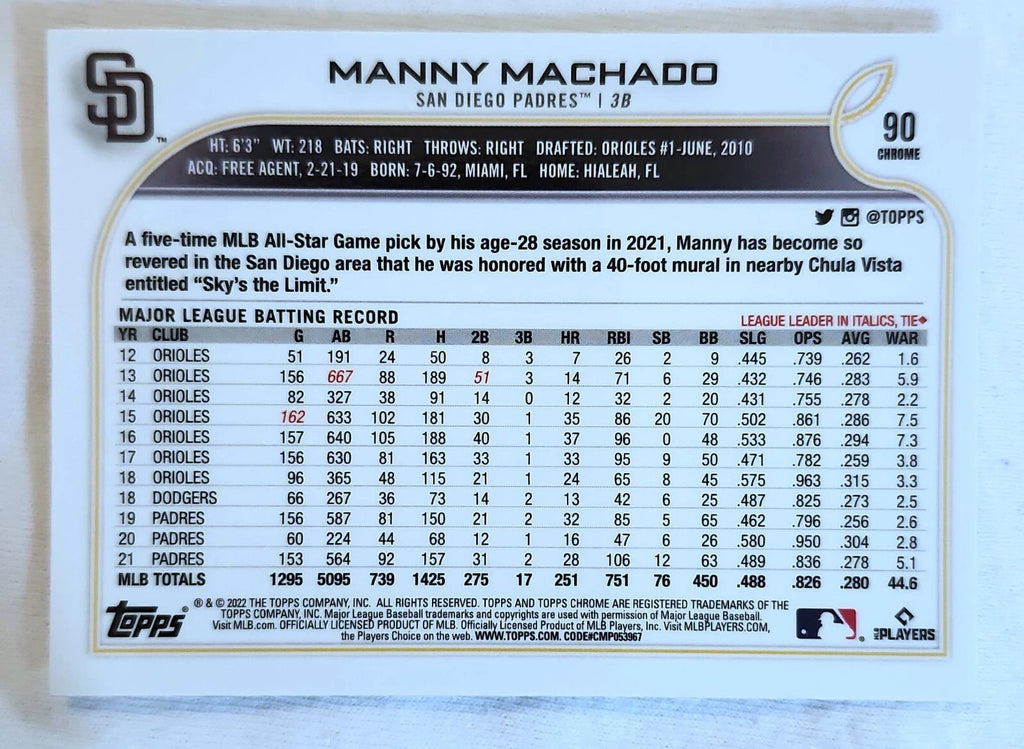 SD™
MANNY MACHADO
SAN DIEGO PADRES™ | 3B
90
CHROME
HT: 6'3" WT: 218 BATS: RIGHT THROWS: RIGHT DRAFTED: ORIOLES #1-JUNE, 2010
ACQ: FREE AGENT, 2-21-19 BORN: 7-6-92, MIAMI, FL HOME: HIALEAH, FL
@TOPPS
A five-time MLB All-Star Game pick by his age-28 season in 2021, Manny has become so
revered in the San Diego area that he was honored with a 40-foot mural in nearby Chula Vista
entitled “Sky’s the Limit.”
MAJOR LEAGUE BATTING RECORD
LEAGUE LEADER IN ITALICS, TIE◆
YR CLUB G AB R H 2B 3B HR RBI SB BB SLG OPS AVG WAR
12 ORIOLES 51 191 24 50 8 3 7 26 2 9 .445 .739 .262 1.6
13 ORIOLES 156 667 88 189 51 3 14 71 6 29 .432 .746 .283 5.9
14 ORIOLES 82 327 38 91 14 0 12 32 2 20 .431 .755 .278 2.2
15 ORIOLES 162 633 102 181 30 1 35 86 20 70 .502 .861 .286 7.5
16 ORIOLES 157 640 105 188 40 1 37 96 0 48 .533 .876 .294 7.3
17 ORIOLES 156 630 81 163 33 1 33 95 9 50 .471 .782 .259 3.8
18 ORIOLES 96 365 48 115 21 1 24 65 8 45 .575 .963 .315 3.3
18 DODGERS 66 267 36 73 14 2 13 42 6 25 .487 .825 .273 2.5
19 PADRES 156 587 81 150 21 2 32 85 5 65 .462 .796 .256 2.6
20 PADRES 60 224 44 68 12 1 16 47 6 26 .580 .950 .304 2.8
21 PADRES 153 564 92 157 31 2 28 106 12 63 .489 .836 .278 5.1
MLB TOTALS 1295 5095 739 1425 275 17 251 751 76 450 .488 .826 .280 44.6
Topps®
® & © 2022 THE TOPPS COMPANY, INC. ALL RIGHTS RESERVED. TOPPS AND TOPPS CHROME ARE REGISTERED TRADEMARKS OF THE
TOPPS COMPANY, INC. Major League Baseball trademarks and copyrights are used with permission of Major League Baseball.
Visit MLB.com. OFFICIALLY LICENSED PRODUCT OF MLB. Officially Licensed Product of MLB Players, Inc. Visit MLBPLAYERS.COM,
the Players Choice on the web. WWW.TOPPS.COM. CODE#CMP053967
®
MLB PLAYERS